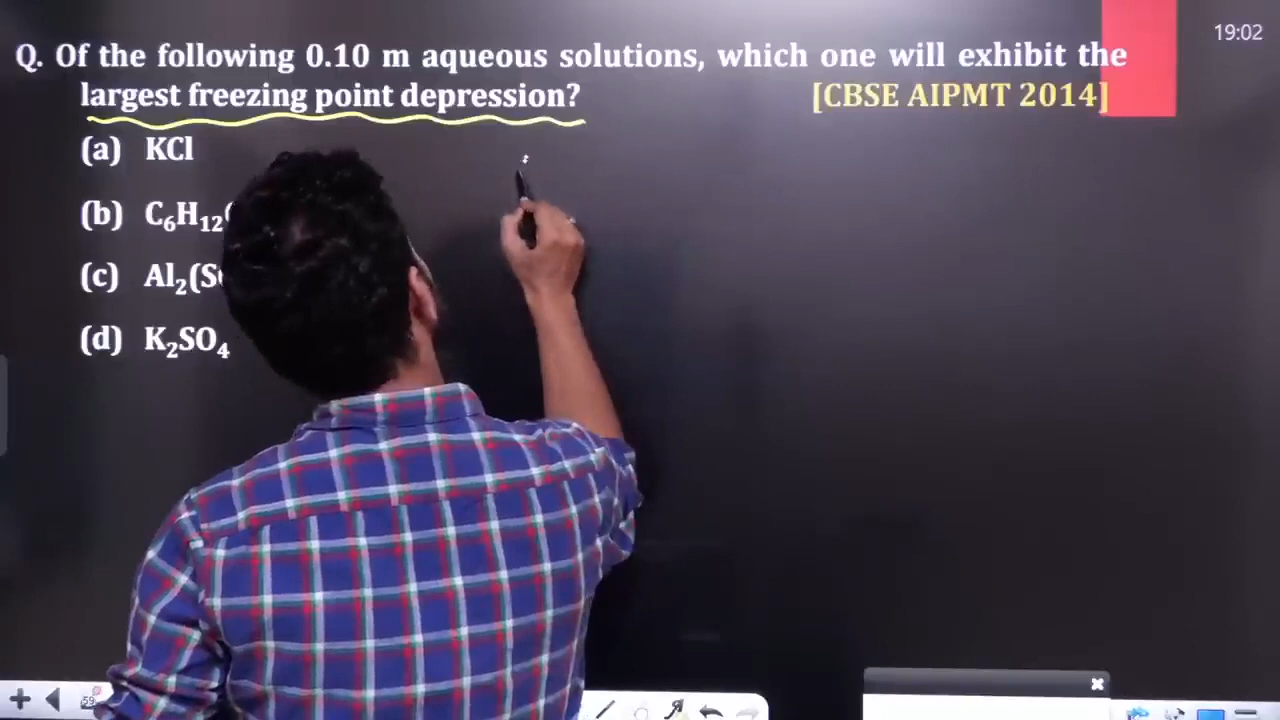 19:02
Q. Of the following 0.10 m aqueous solutions, which one will exhibit the
largest freezing point depression? [CBSE AIPMT 2014]
(a) KCl
(b) C₆H₁₂
(c) Al₂(S
(d) K₂SO₄
59